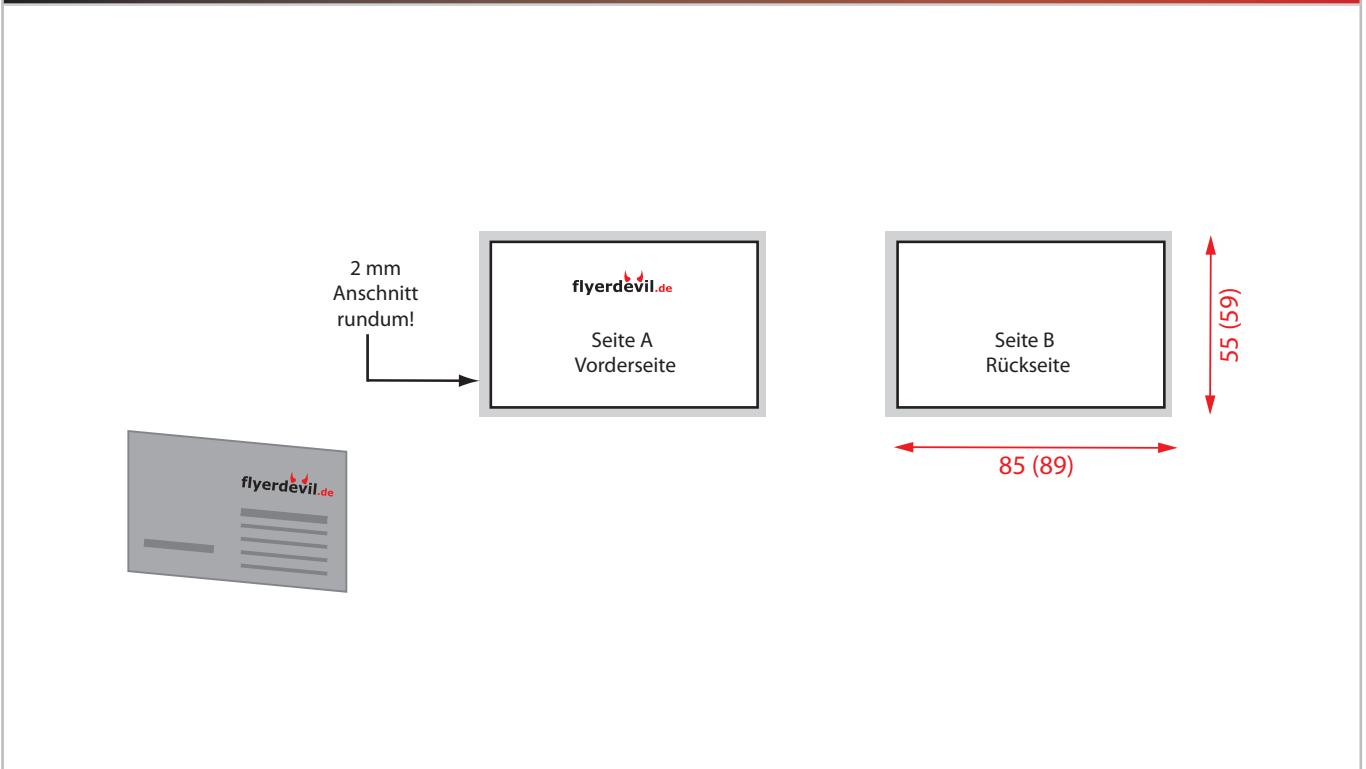 2 mm
Anschnitt
rundum!
flyerdevil.de
Seite A
Vorderseite
Seite B
Rückseite
55 (59)
85 (89)
flyerdevil.de